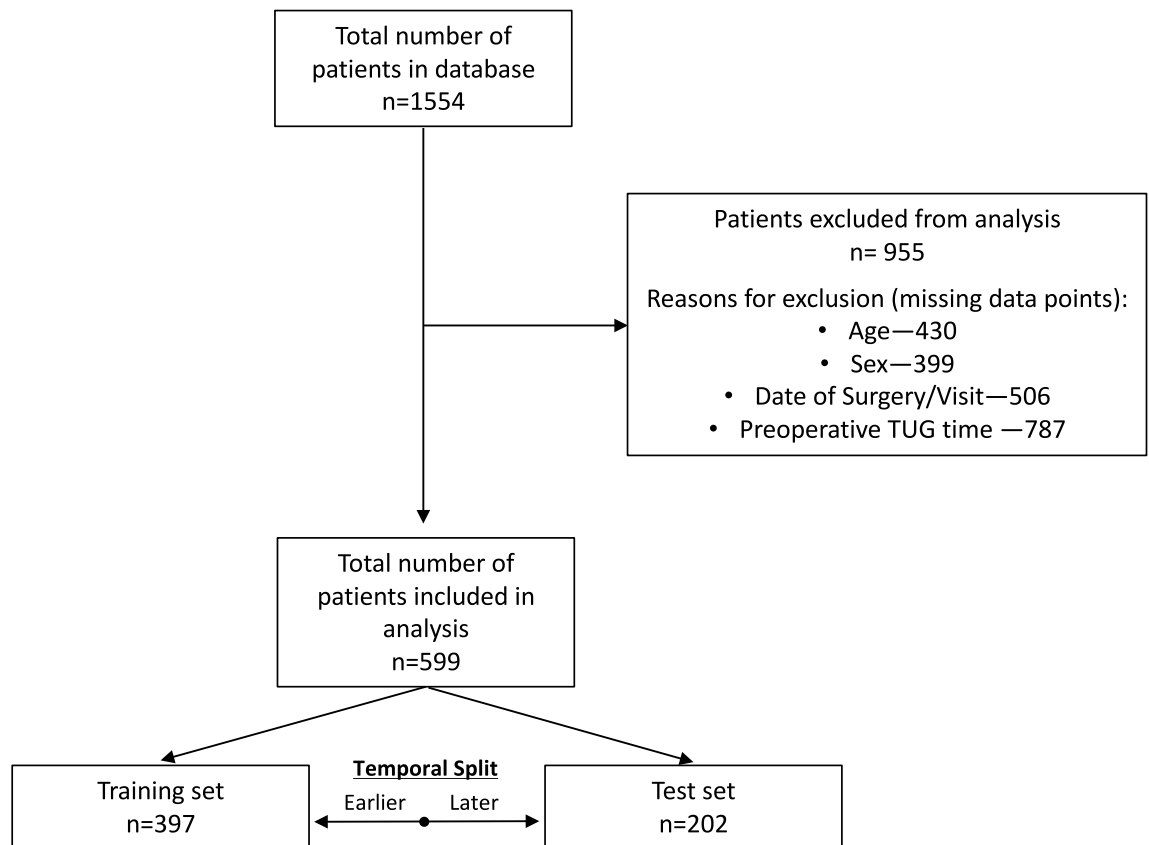 Total number of
patients in database
n=1554
Patients excluded from analysis
n= 955
Reasons for exclusion (missing data points):
• Age—430
• Sex—399
• Date of Surgery/Visit—506
• Preoperative TUG time —787
Total number of
patients included in
analysis
n=599
Training set
n=397
Temporal Split
Earlier Later
Test set
n=202